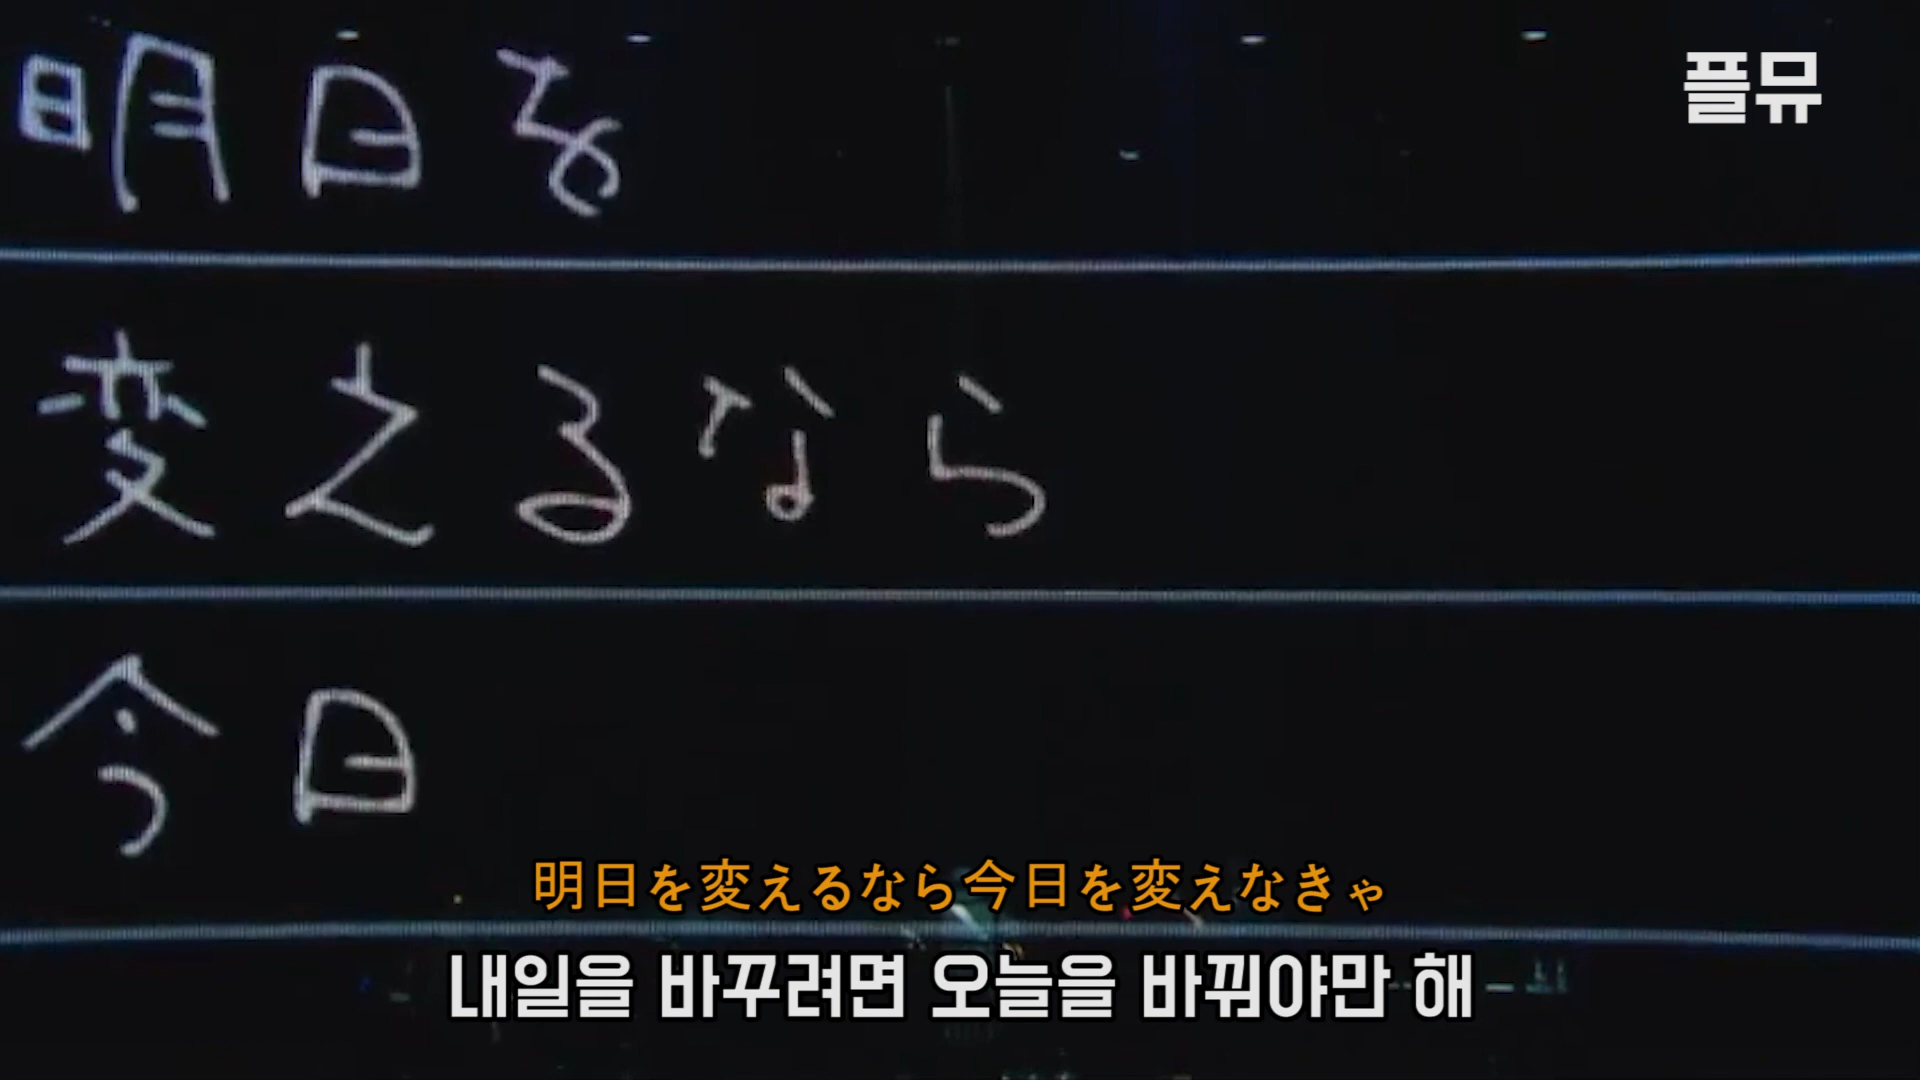 明日を
플뮤
変えるなら
今日
明日を変えるなら今日を変えなきゃ
내일을 바꾸려면 오늘을 바꿔야만 해